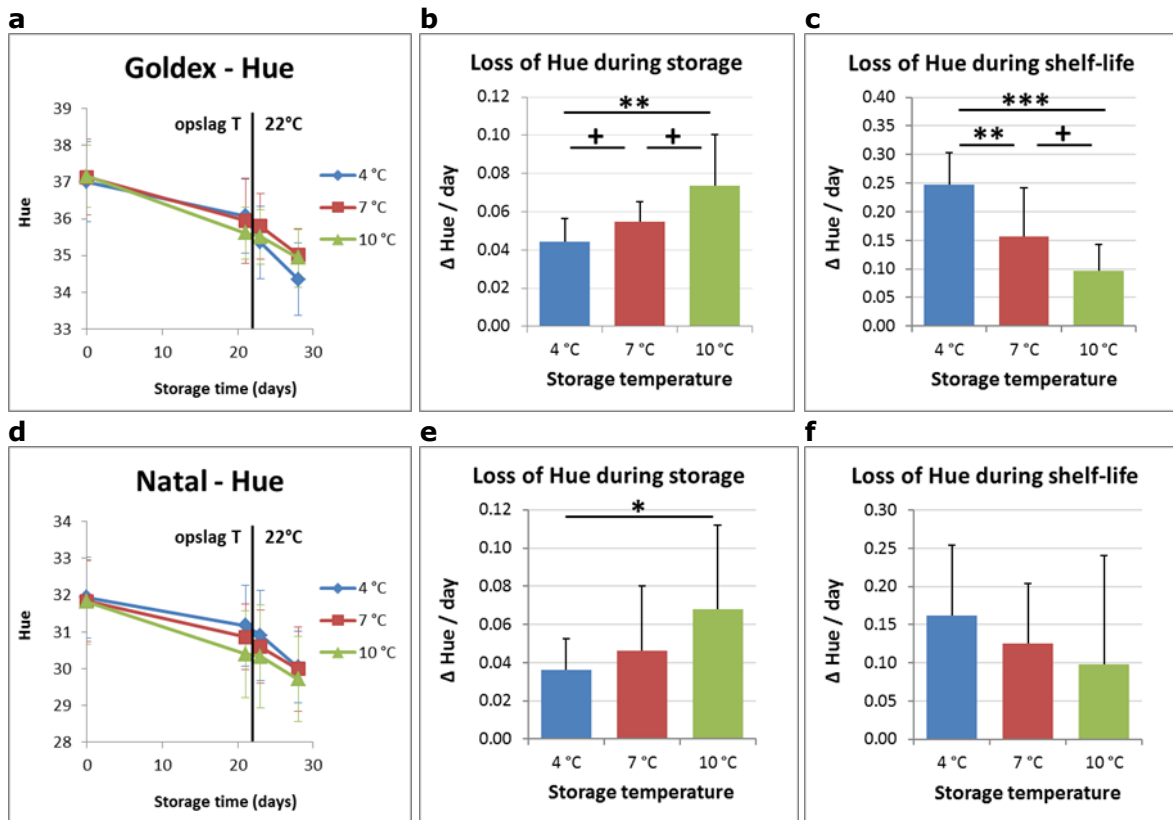 a
Goldex - Hue
39
38
37
36
35
34
33
Hue
opslag T
22°C
4 °C
7 °C
10 °C
0
10
20
30
Storage time (days)
b
Loss of Hue during storage
0.12
0.10
0.08
0.06
0.04
0.02
0.00
Δ Hue / day
**
+
+
4 °C
7 °C
10 °C
Storage temperature
c
Loss of Hue during shelf-life
0.40
0.35
0.30
0.25
0.20
0.15
0.10
0.05
0.00
Δ Hue / day
***
**
+
4 °C
7 °C
10 °C
Storage temperature
d
Natal - Hue
34
33
32
31
30
29
28
Hue
opslag T
22°C
4 °C
7 °C
10 °C
0
10
20
30
Storage time (days)
e
Loss of Hue during storage
0.12
0.10
0.08
0.06
0.04
0.02
0.00
Δ Hue / day
*
4 °C
7 °C
10 °C
Storage temperature
f
Loss of Hue during shelf-life
0.30
0.25
0.20
0.15
0.10
0.05
0.00
Δ Hue / day
4 °C
7 °C
10 °C
Storage temperature